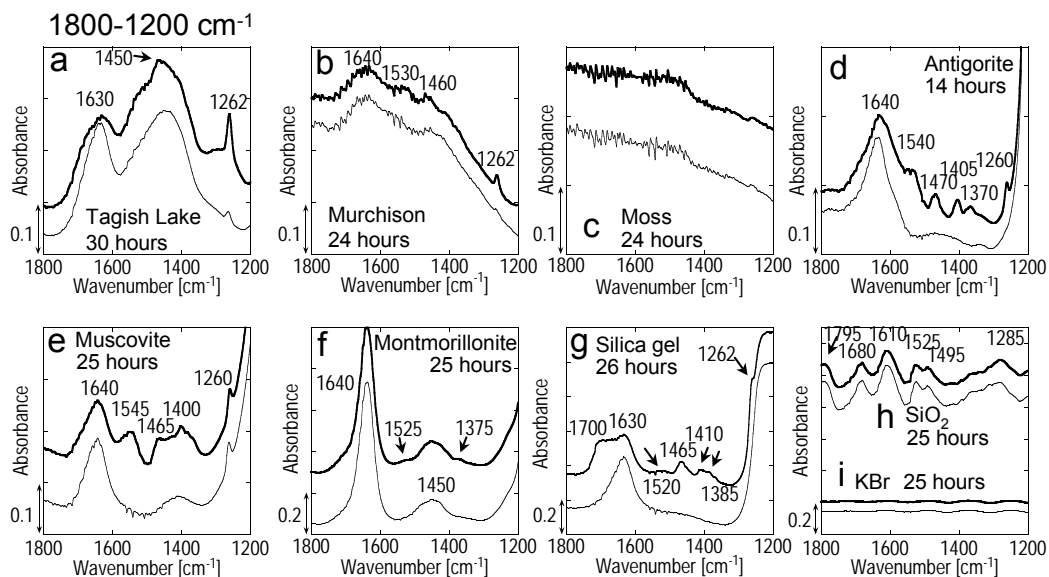 1800-1200 cm-1
a
1450
1630
1262
Tagish Lake
30 hours
Absorbance
0.1
1800 1600 1400 1200
Wavenumber [cm-1]
b
1640
1530
1460
1262
Murchison
24 hours
Absorbance
0.1
1800 1600 1400 1200
Wavenumber [cm-1]
c
Moss
24 hours
Absorbance
0.1
1800 1600 1400 1200
Wavenumber [cm-1]
d
Antigorite
14 hours
1640
1540
1470
1405
1370
1260
Absorbance
0.1
1800 1600 1400 1200
Wavenumber [cm-1]
e
Muscovite
25 hours
1640
1545
1465
1400
1260
Absorbance
0.1
1800 1600 1400 1200
Wavenumber [cm-1]
f
Montmorillonite
25 hours
1640
1525
1375
1450
Absorbance
0.2
1800 1600 1400 1200
Wavenumber [cm-1]
g
Silica gel
26 hours
1262
1700
1630
1465
1410
1520
1385
Absorbance
0.2
1800 1600 1400 1200
Wavenumber [cm-1]
1795
1680
1610
1525
1495
1285
h
SiO2
25 hours
i KBr 25 hours
Absorbance
0.2
1800 1600 1400 1200
Wavenumber [cm-1]